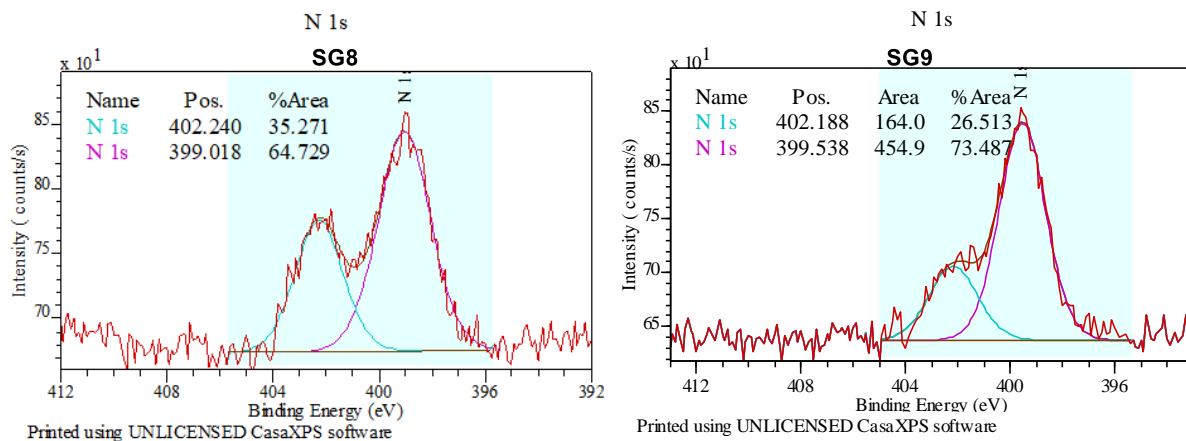 N 1s
SG8
x 10^1
N 1s
Name Pos. %Area
N 1s 402.240 35.271
N 1s 399.018 64.729
85
80
75
70
Intensity ( counts/s)
412 408 404 400 396 392
Binding Energy (eV)
Printed using UNLICENSED CasaXPS software
N 1s
SG9
x 10^1
N 1s
Name Pos. Area %Area
N 1s 402.188 164.0 26.513
N 1s 399.538 454.9 73.487
85
80
75
70
65
Intensity ( counts/s)
412 408 404 400 396
Binding Energy (eV)
Printed using UNLICENSED CasaXPS software